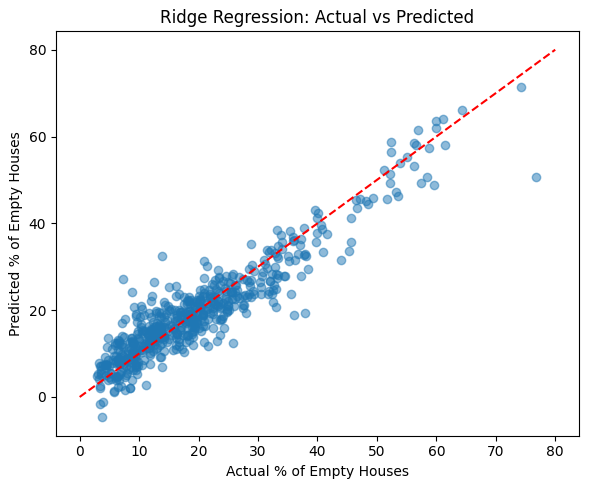 Ridge Regression: Actual vs Predicted
80
60
40
20
0
Predicted % of Empty Houses
0 10 20 30 40 50 60 70 80
Actual % of Empty Houses